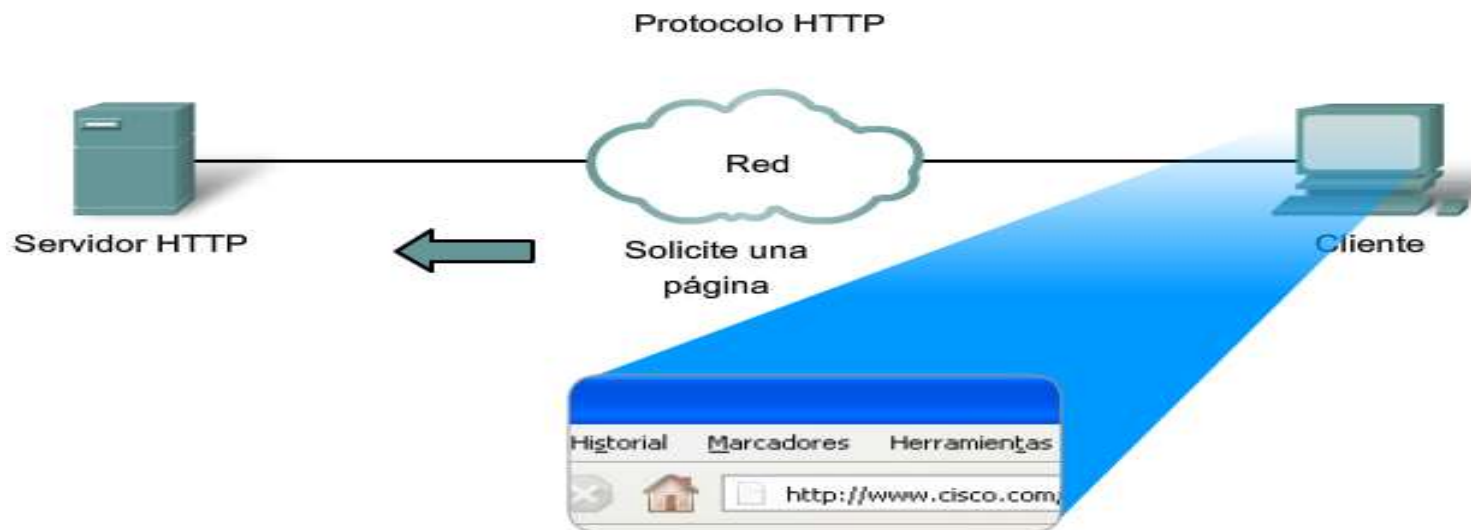 Protocolo HTTP
Red
Servidor HTTP
Solicite una
página
Cliente
Historial Marcadores Herramientas
http://www.cisco.com